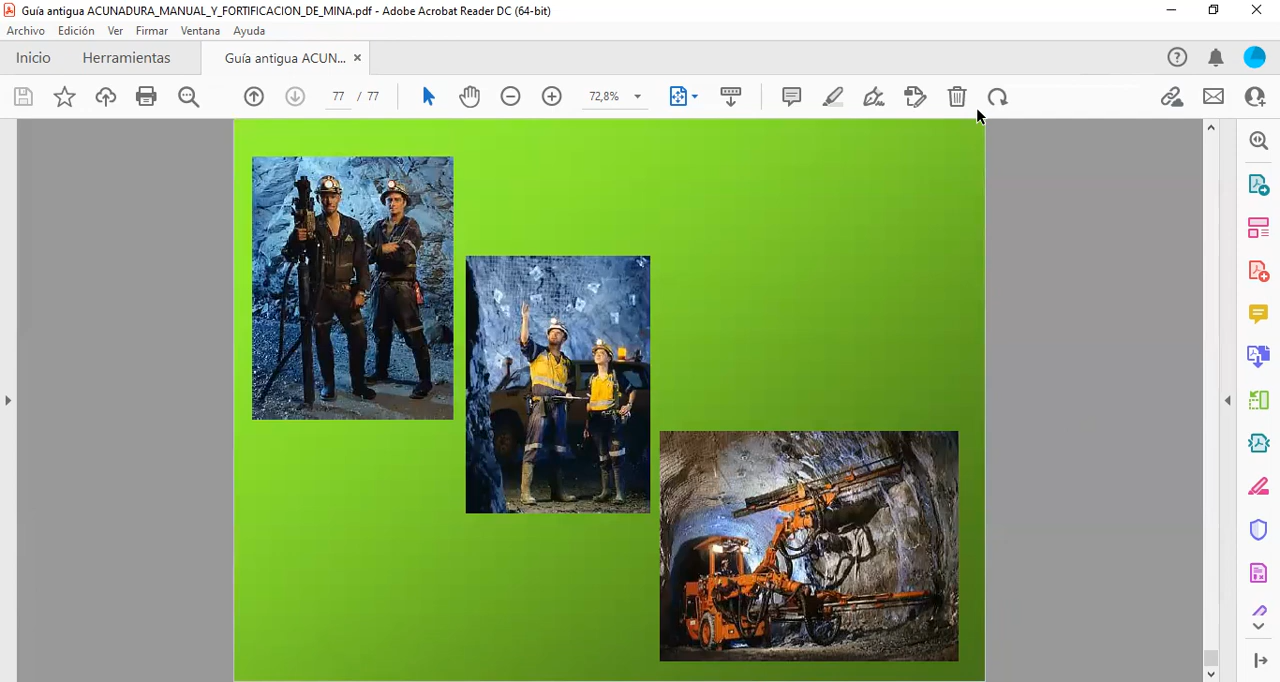 Guía antigua ACUNADURA_MANUAL_Y_FORTIFICACION_DE_MINA.pdf - Adobe Acrobat Reader DC (64-bit)
Archivo Edición Ver Firmar Ventana Ayuda
Inicio Herramientas Guía antigua ACUN... ×
77 / 77 72,8%